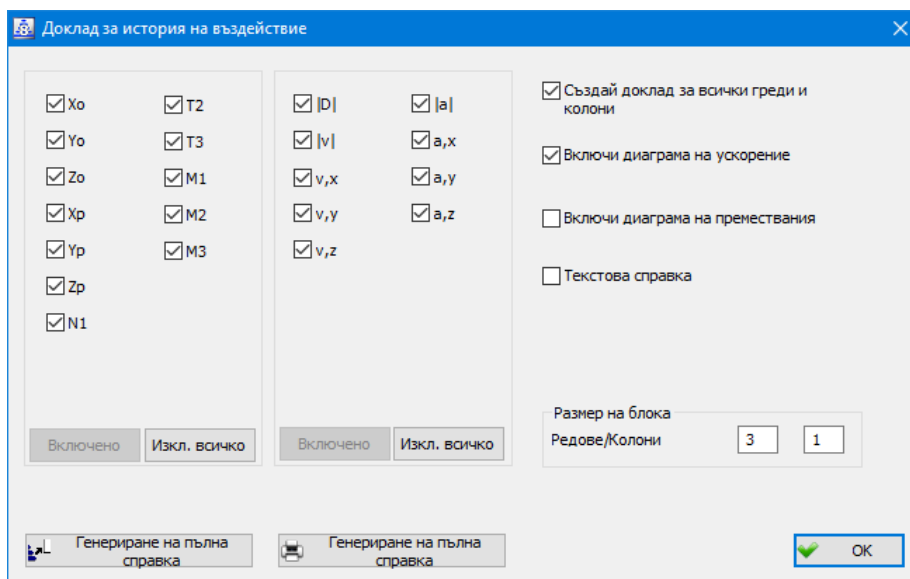 Доклад за история на въздействие
Xo
T2
Yo
T3
Zo
M1
Xp
M2
Yp
M3
Zp
N1
Включено
Изкл. всичко
|D|
|a|
|v|
a,x
v,x
a,y
v,y
a,z
v,z
Включено
Изкл. всичко
Създай доклад за всички греди и
колони
Включи диаграма на ускорение
Включи диаграма на премествания
Текстова справка
Размер на блока
Редове/Колони
3
1
Генериране на пълна
справка
Генериране на пълна
справка
OK